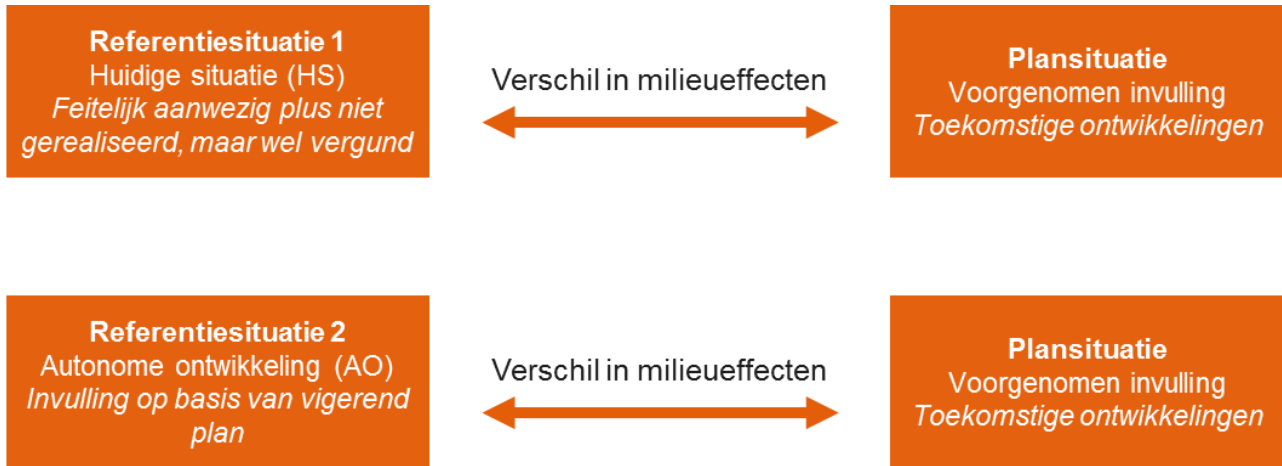 Referentiesituatie 1
Huidige situatie (HS)
Feitelijk aanwezig plus niet
gerealiseerd, maar wel vergund
Verschil in milieueffecten
Plansituatie
Voorgenomen invulling
Toekomstige ontwikkelingen
Referentiesituatie 2
Autonome ontwikkeling (AO)
Invulling op basis van vigerend
plan
Verschil in milieueffecten
Plansituatie
Voorgenomen invulling
Toekomstige ontwikkelingen